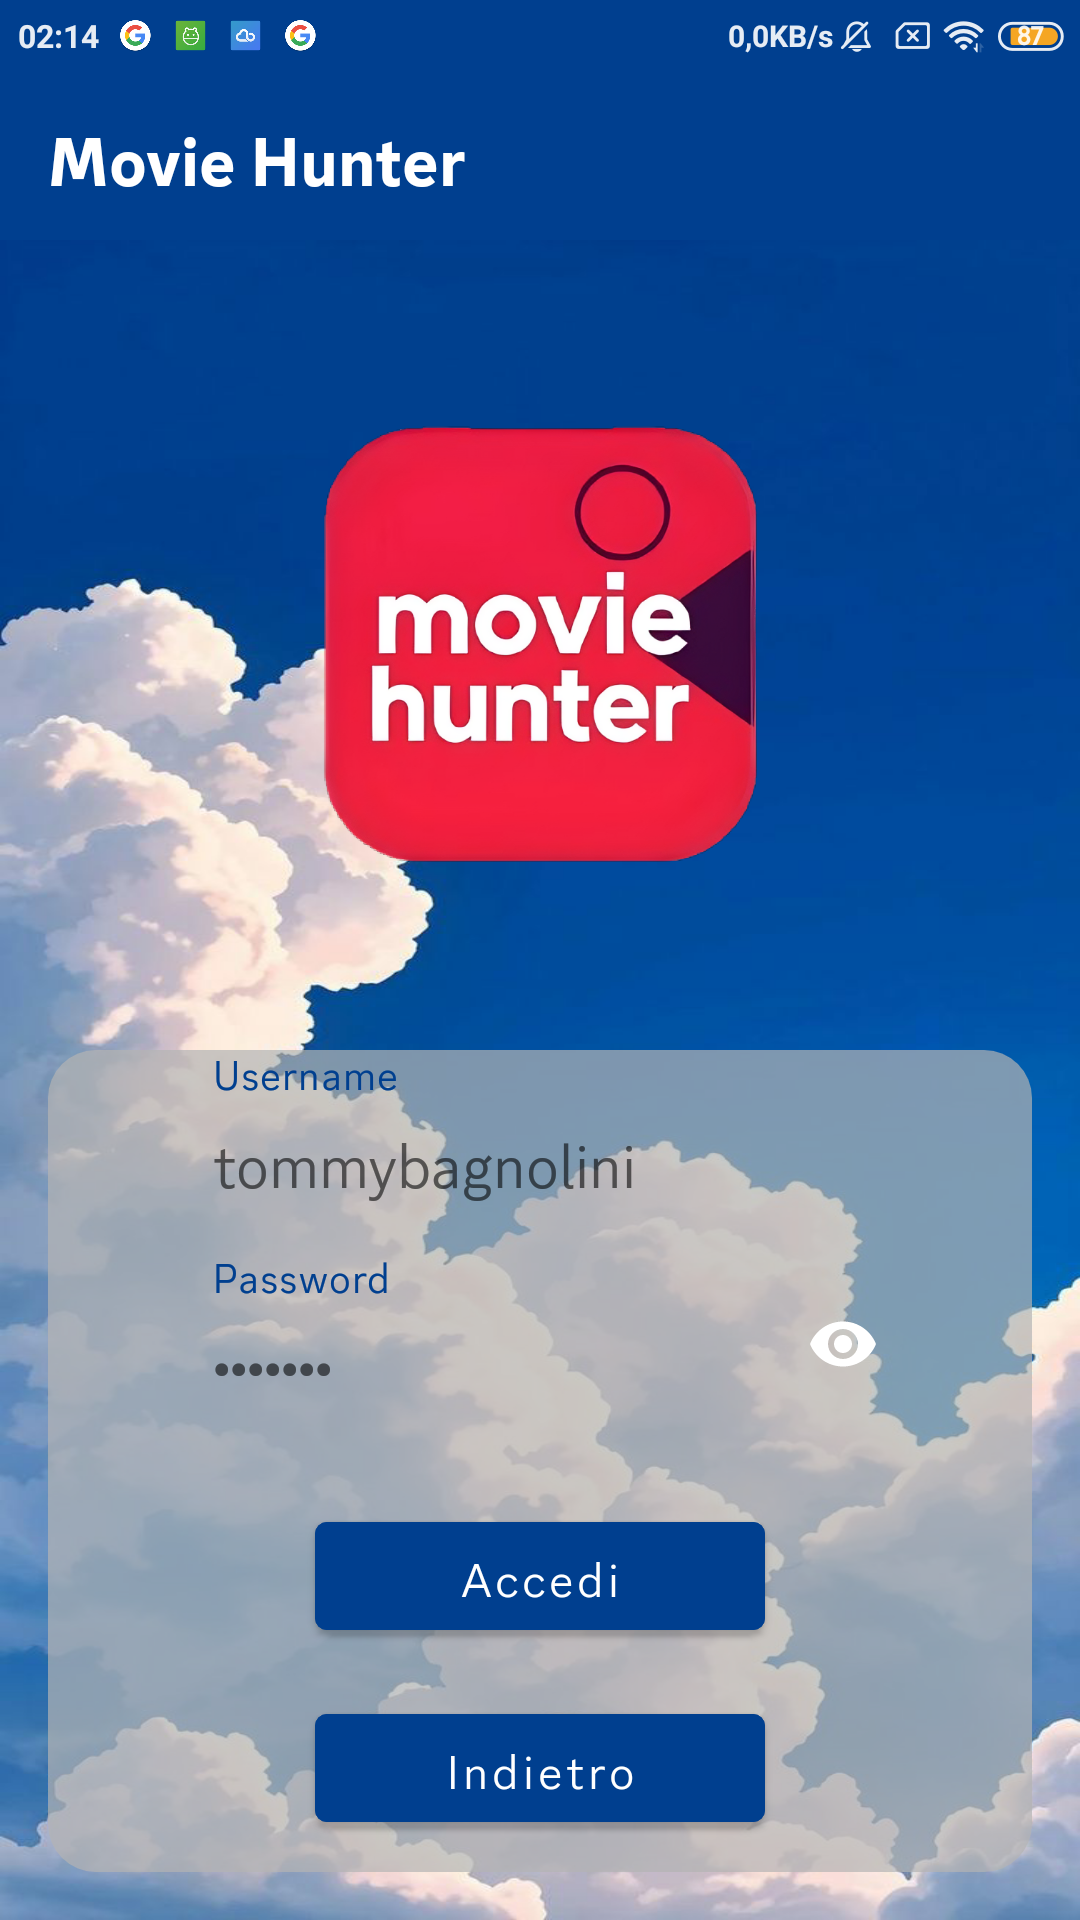 02:14 0,0KB/s 87
Movie Hunter
movie
hunter
Username
tommybagnolini
Password
•••••••
Accedi
Indietro